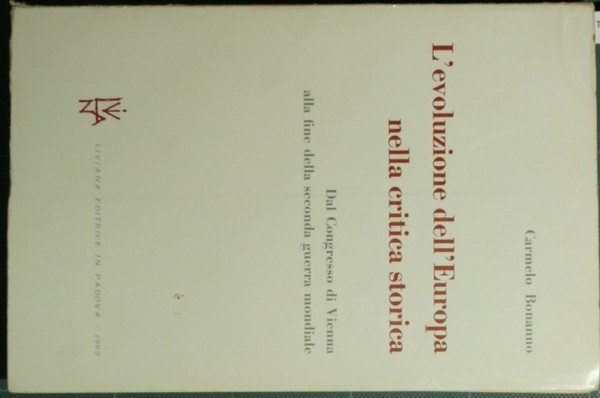 Carmelo Bonanno
L'evoluzione dell'Europa
nella critica storica
Dal Congresso di Vienna
alla fine della seconda guerra mondiale
LIVIANA EDITRICE IN PADOVA - 1965